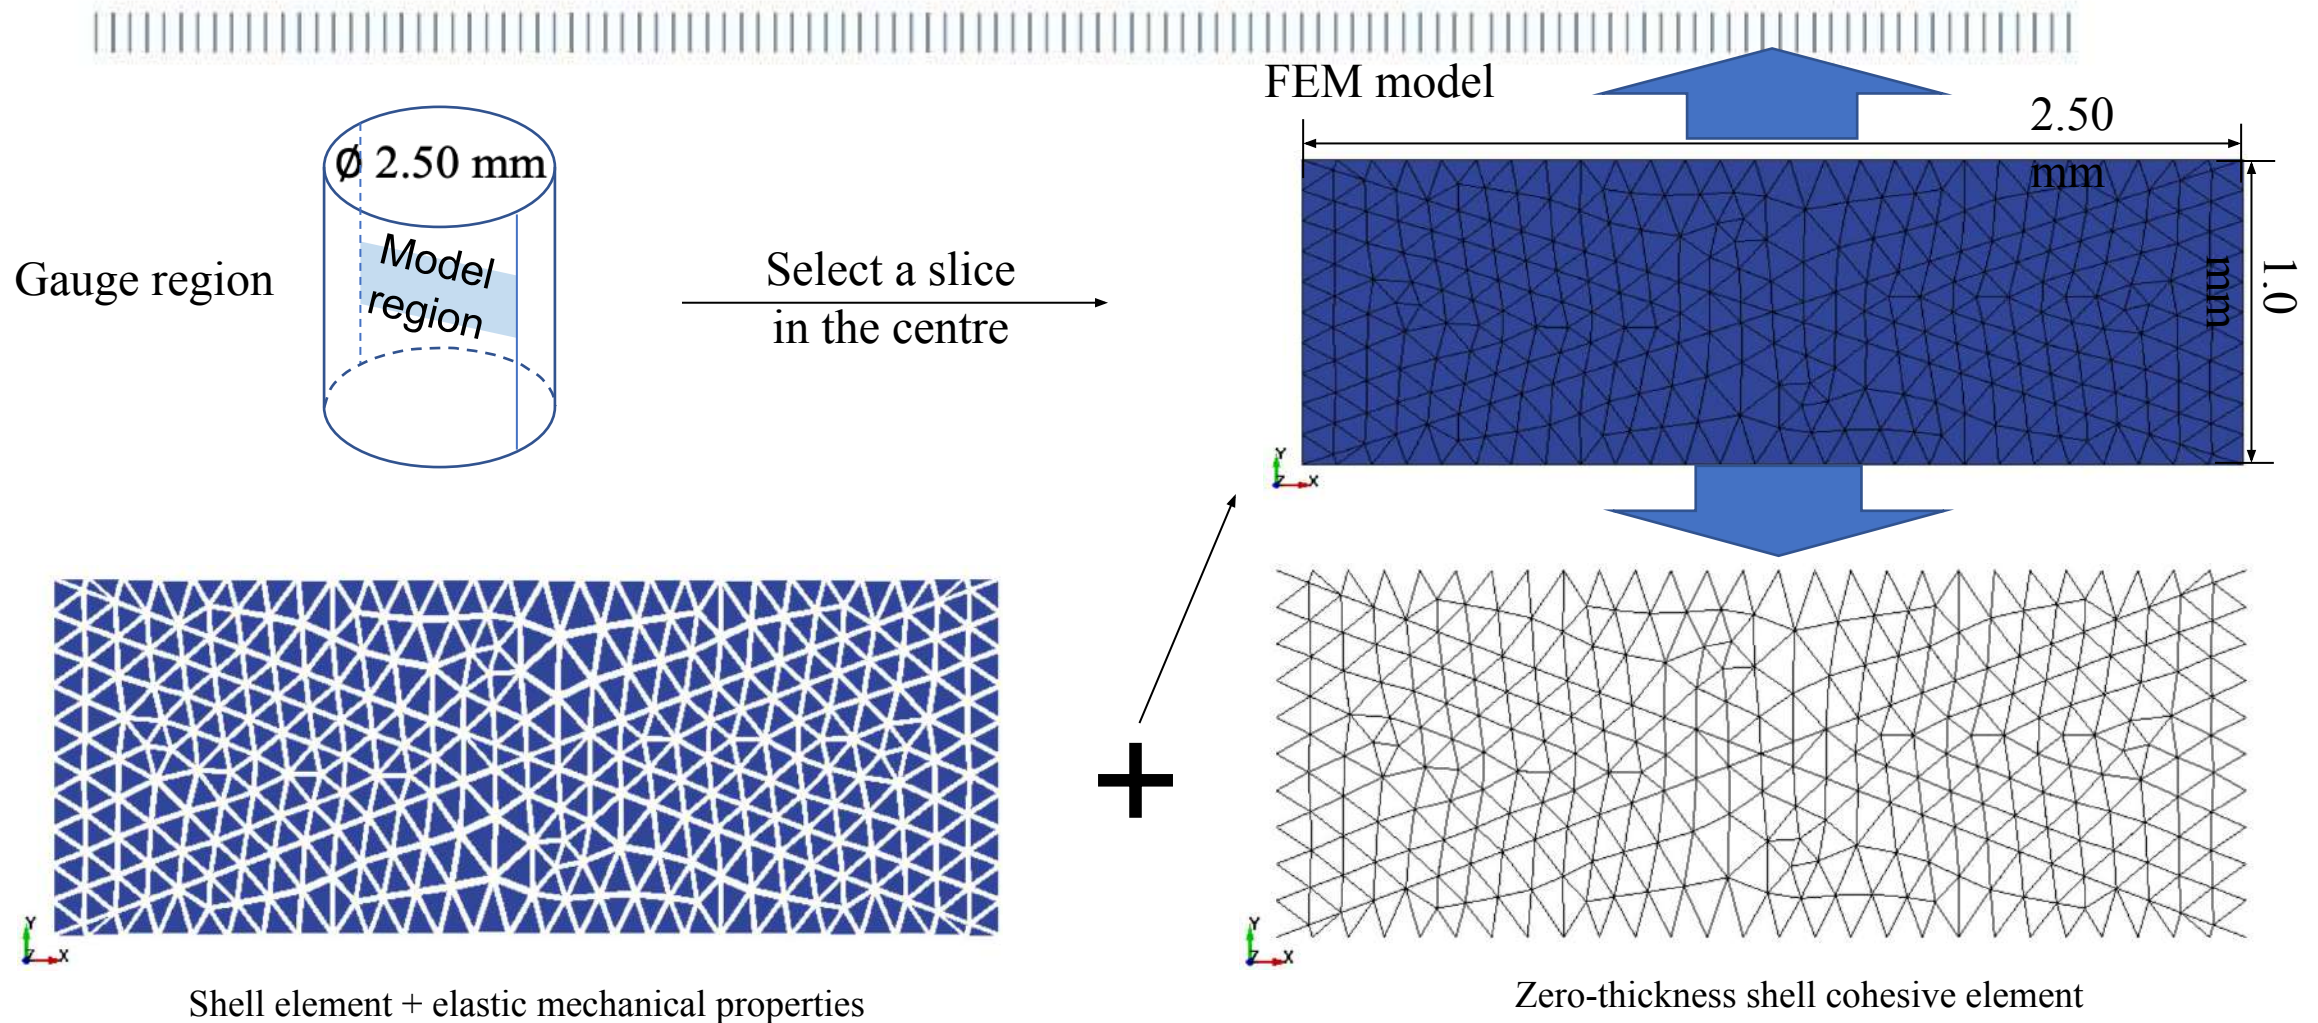 FEM model
2.50
mm
Ø 2.50 mm
Model
region
Gauge region
Select a slice
in the centre
1.0
mm
Y
Z X
Y
Z X
Y
Z X
+
Shell element + elastic mechanical properties
Zero-thickness shell cohesive element